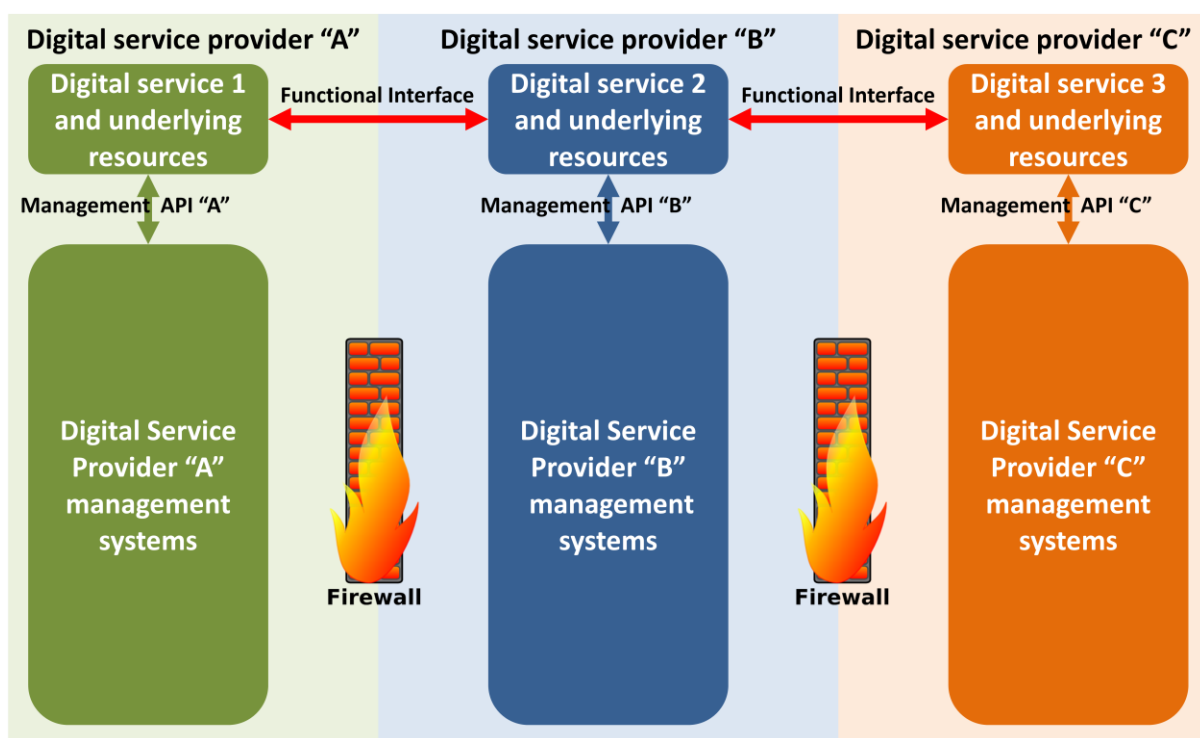 Digital service provider “A”
Digital service provider “B”
Digital service provider “C”
Digital service 1
and underlying
resources
Functional Interface
Digital service 2
and underlying
resources
Functional Interface
Digital service 3
and underlying
resources
Management API “A”
Management API “B”
Management API “C”
Digital Service
Provider “A”
management
systems
Firewall
Digital Service
Provider “B”
management
systems
Firewall
Digital Service
Provider “C”
management
systems